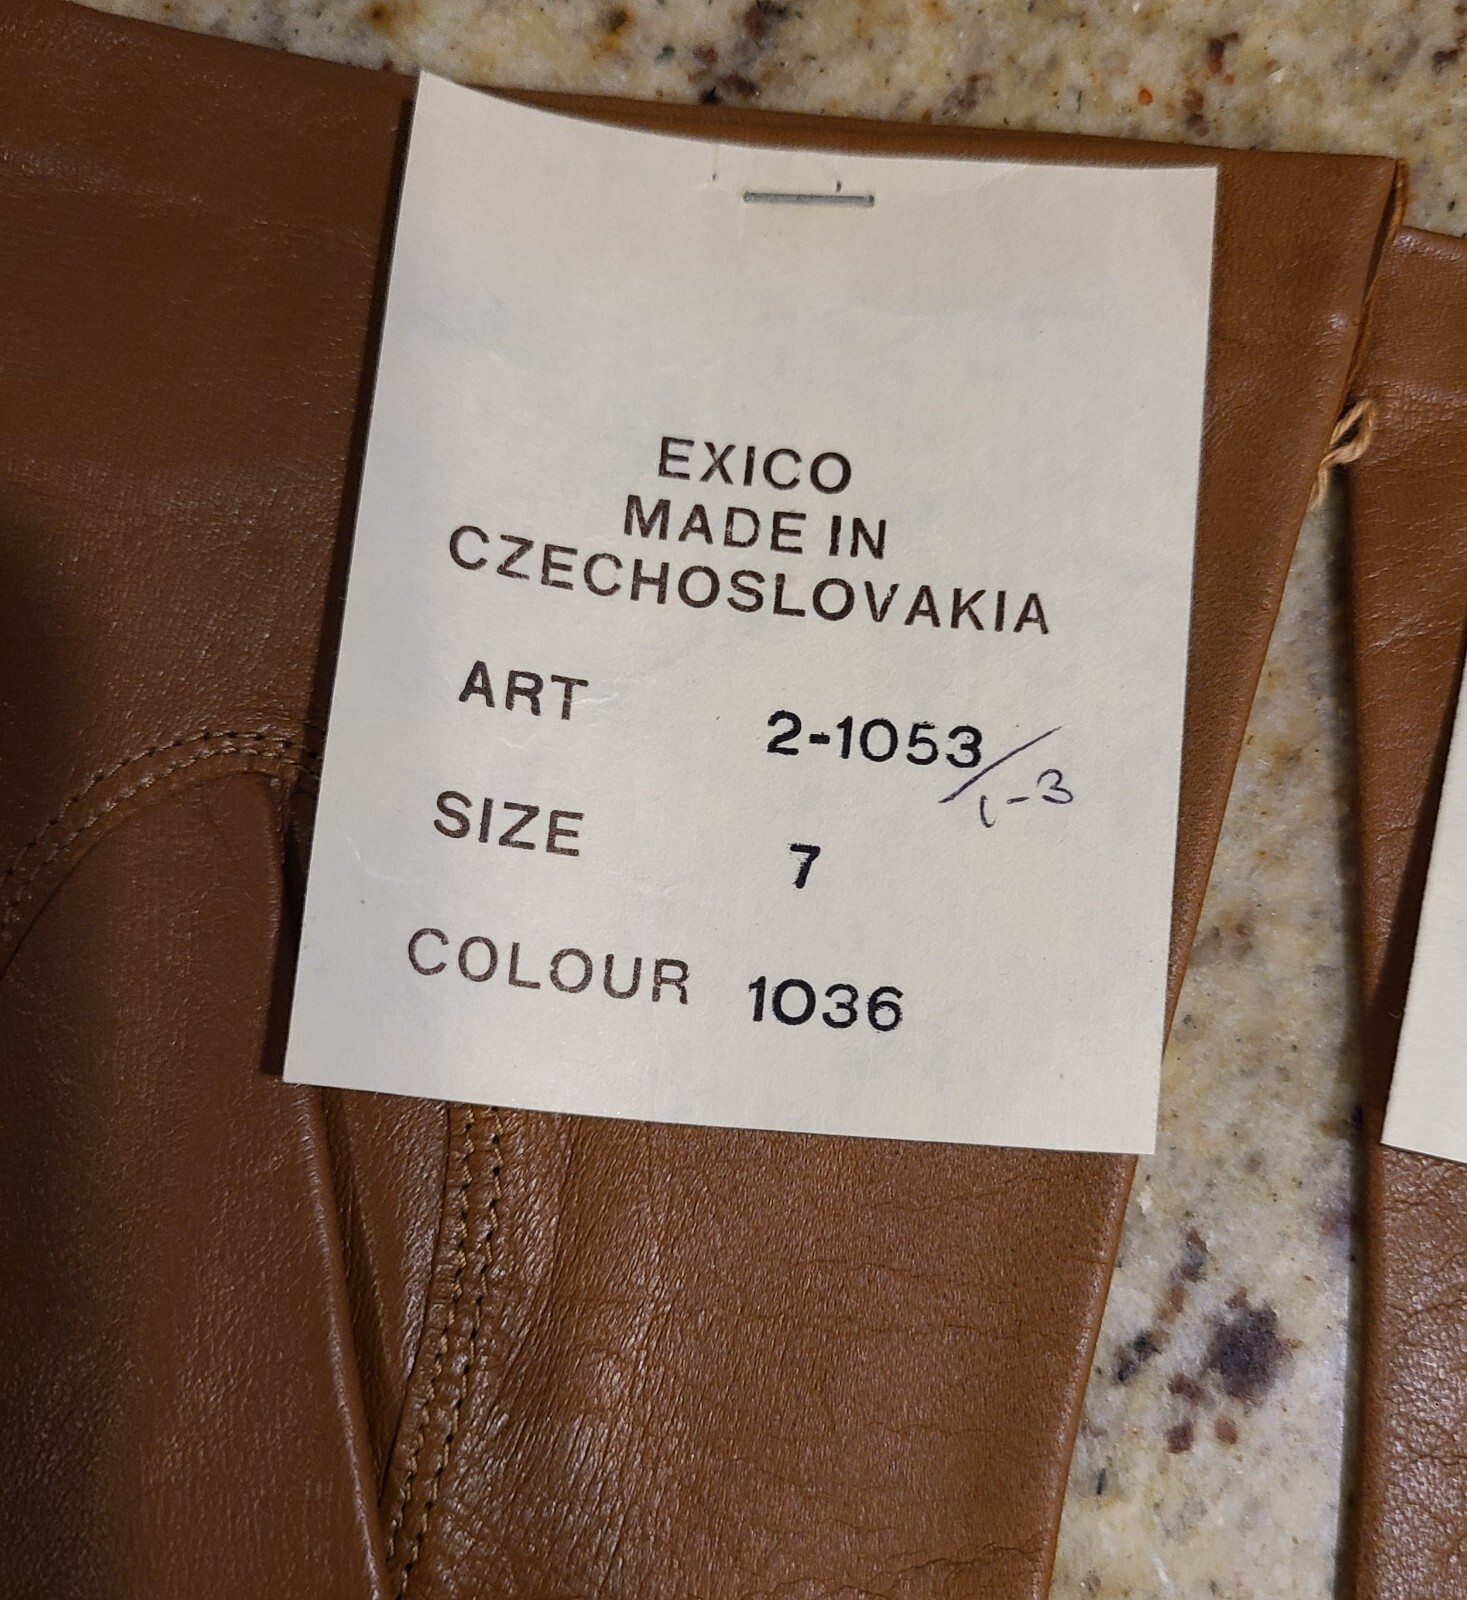 EXICO
MADE IN
CZECHOSLOVAKIA
ART 2-1053/1-3
SIZE 7
COLOUR 1036